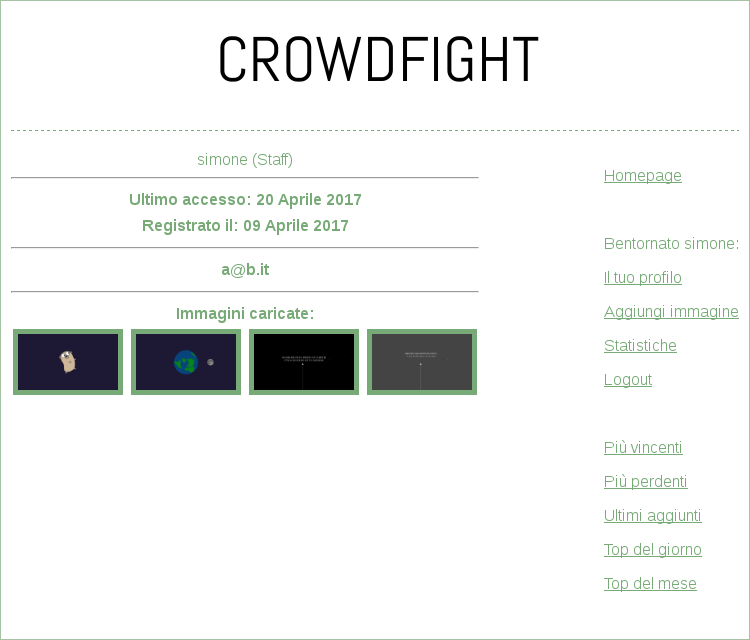 CROWDFIGHT
simone (Staff)
Ultimo accesso: 20 Aprile 2017
Registrato il: 09 Aprile 2017
a@b.it
Immagini caricate:
Homepage
Bentornato simone:
Il tuo profilo
Aggiungi immagine
Statistiche
Logout
Più vincenti
Più perdenti
Ultimi aggiunti
Top del giorno
Top del mese